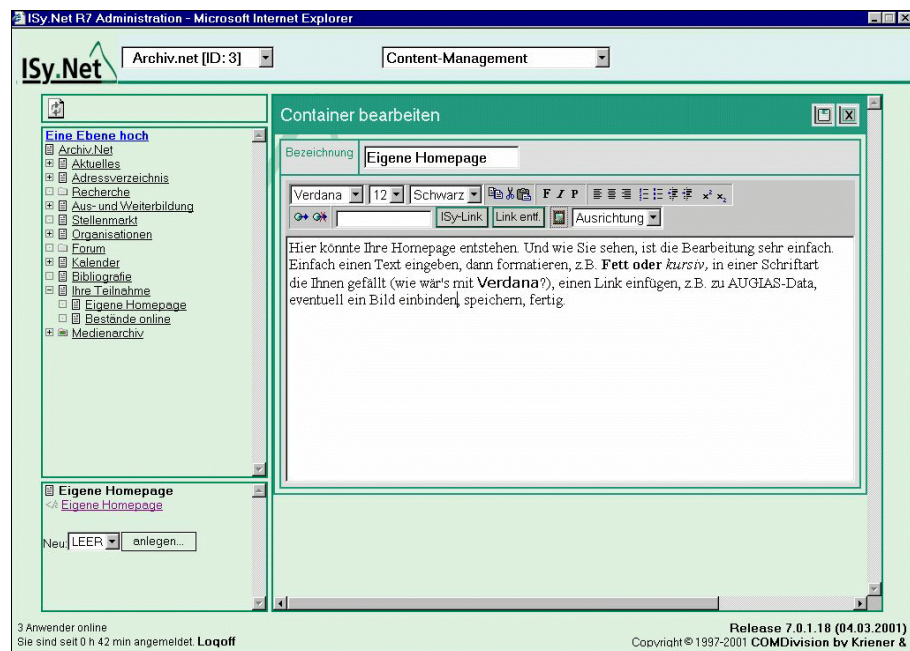 ISy.Net R7 Administration - Microsoft Internet Explorer
ISy.Net
Archiv.net [ID: 3]
Content-Management
Eine Ebene hoch
Archiv.Net
Aktuelles
Adressverzeichnis
Recherche
Aus- und Weiterbildung
Stellenmarkt
Organisationen
Forum
Kalender
Bibliografie
Ihre Teilnahme
Eigene Homepage
Bestände online
Medienarchiv
Eigene Homepage
</> Eigene Homepage
Neu: LEER anlegen...
Container bearbeiten
Bezeichnung Eigene Homepage
Verdana 12 Schwarz F I P x² x₂
ISy-Link Link entf. Ausrichtung
Hier könnte Ihre Homepage entstehen. Und wie Sie sehen, ist die Bearbeitung sehr einfach.
Einfach einen Text eingeben, dann formatieren, z.B. Fett oder kursiv, in einer Schriftart
die Ihnen gefällt (wie wär's mit Verdana?), einen Link einfügen, z.B. zu AUGIAS-Data,
eventuell ein Bild einbinden, speichern, fertig.
3 Anwender online
Sie sind seit 0 h 42 min angemeldet. Logoff
Release 7.0.1.18 (04.03.2001)
Copyright © 1997-2001 COMDivision by Kriener &